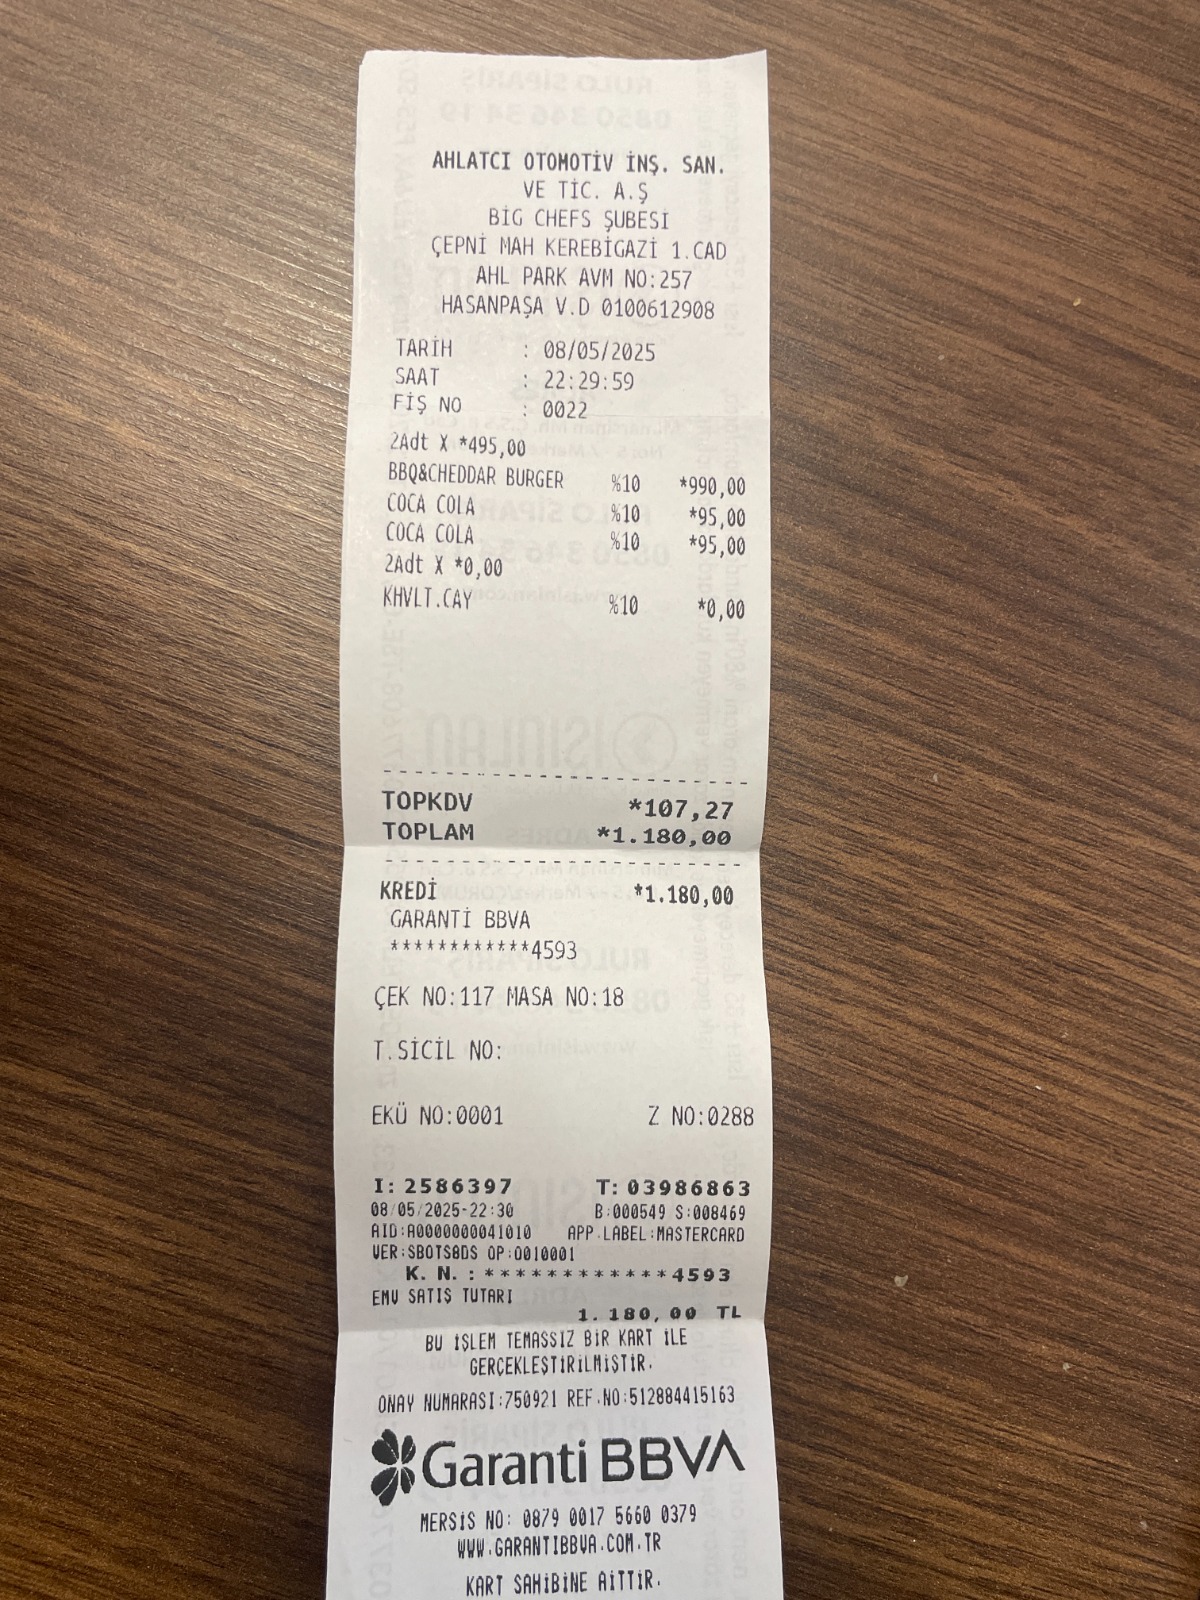 AHLATCI OTOMOTİV İNŞ. SAN.
VE TİC. A.Ş
BİG CHEFS ŞUBESİ
ÇEPNİ MAH KEREBİGAZİ 1.CAD
AHL PARK AVM NO:257
HASANPAŞA V.D 0100612908
TARİH : 08/05/2025
SAAT : 22:29:59
FİŞ NO : 0022
2Adt X *495,00
BBQ&CHEDDAR BURGER %10 *990,00
COCA COLA %10 *95,00
COCA COLA %10 *95,00
2Adt X *0,00
KHVLT.CAY %10 *0,00
TOPKDV *107,27
TOPLAM *1.180,00
KREDİ *1.180,00
GARANTİ BBVA
************4593
ÇEK NO:117 MASA NO:18
T.SİCİL NO:
EKÜ NO:0001 Z NO:0288
I: 2586397 T: 03986863
08/05/2025-22:30 B:000549 S:008469
AID:A0000000041010 APP.LABEL:MASTERCARD
VER:SBOTS8DS OP:0010001
K. N. : ************4593
EMV SATIŞ TUTARI
1.180,00 TL
BU İŞLEM TEMASSIZ BİR KART İLE
GERÇEKLEŞTİRİLMİŞTİR.
ONAY NUMARASI:750921 REF.NO:512884415163
Garanti BBVA
MERSİS NO: 0879 0017 5660 0379
WWW.GARANTIBBVA.COM.TR
KART SAHİBİNE AİTTİR.